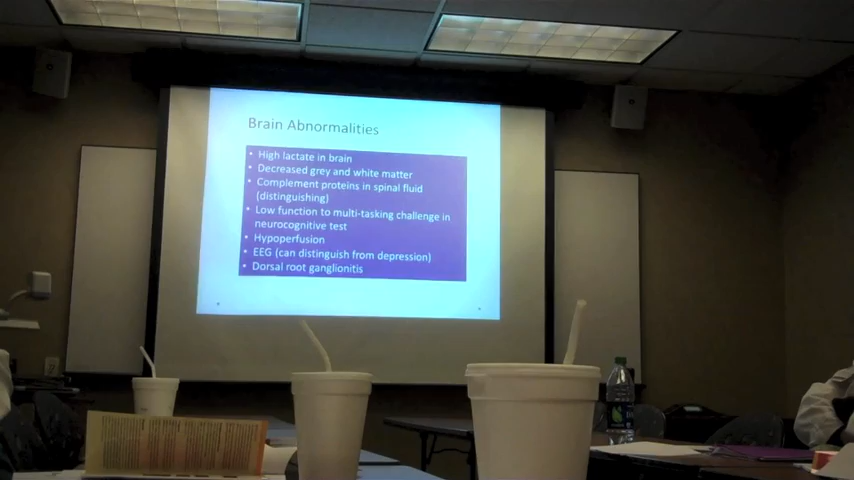 Brain Abnormalities
• High lactate in brain
• Decreased grey and white matter
• Complement proteins in spinal fluid
(distinguishing)
• Low function to multi-tasking challenge in
neurocognitive test
• Hypoperfusion
• EEG (can distinguish from depression)
• Dorsal root ganglionitis